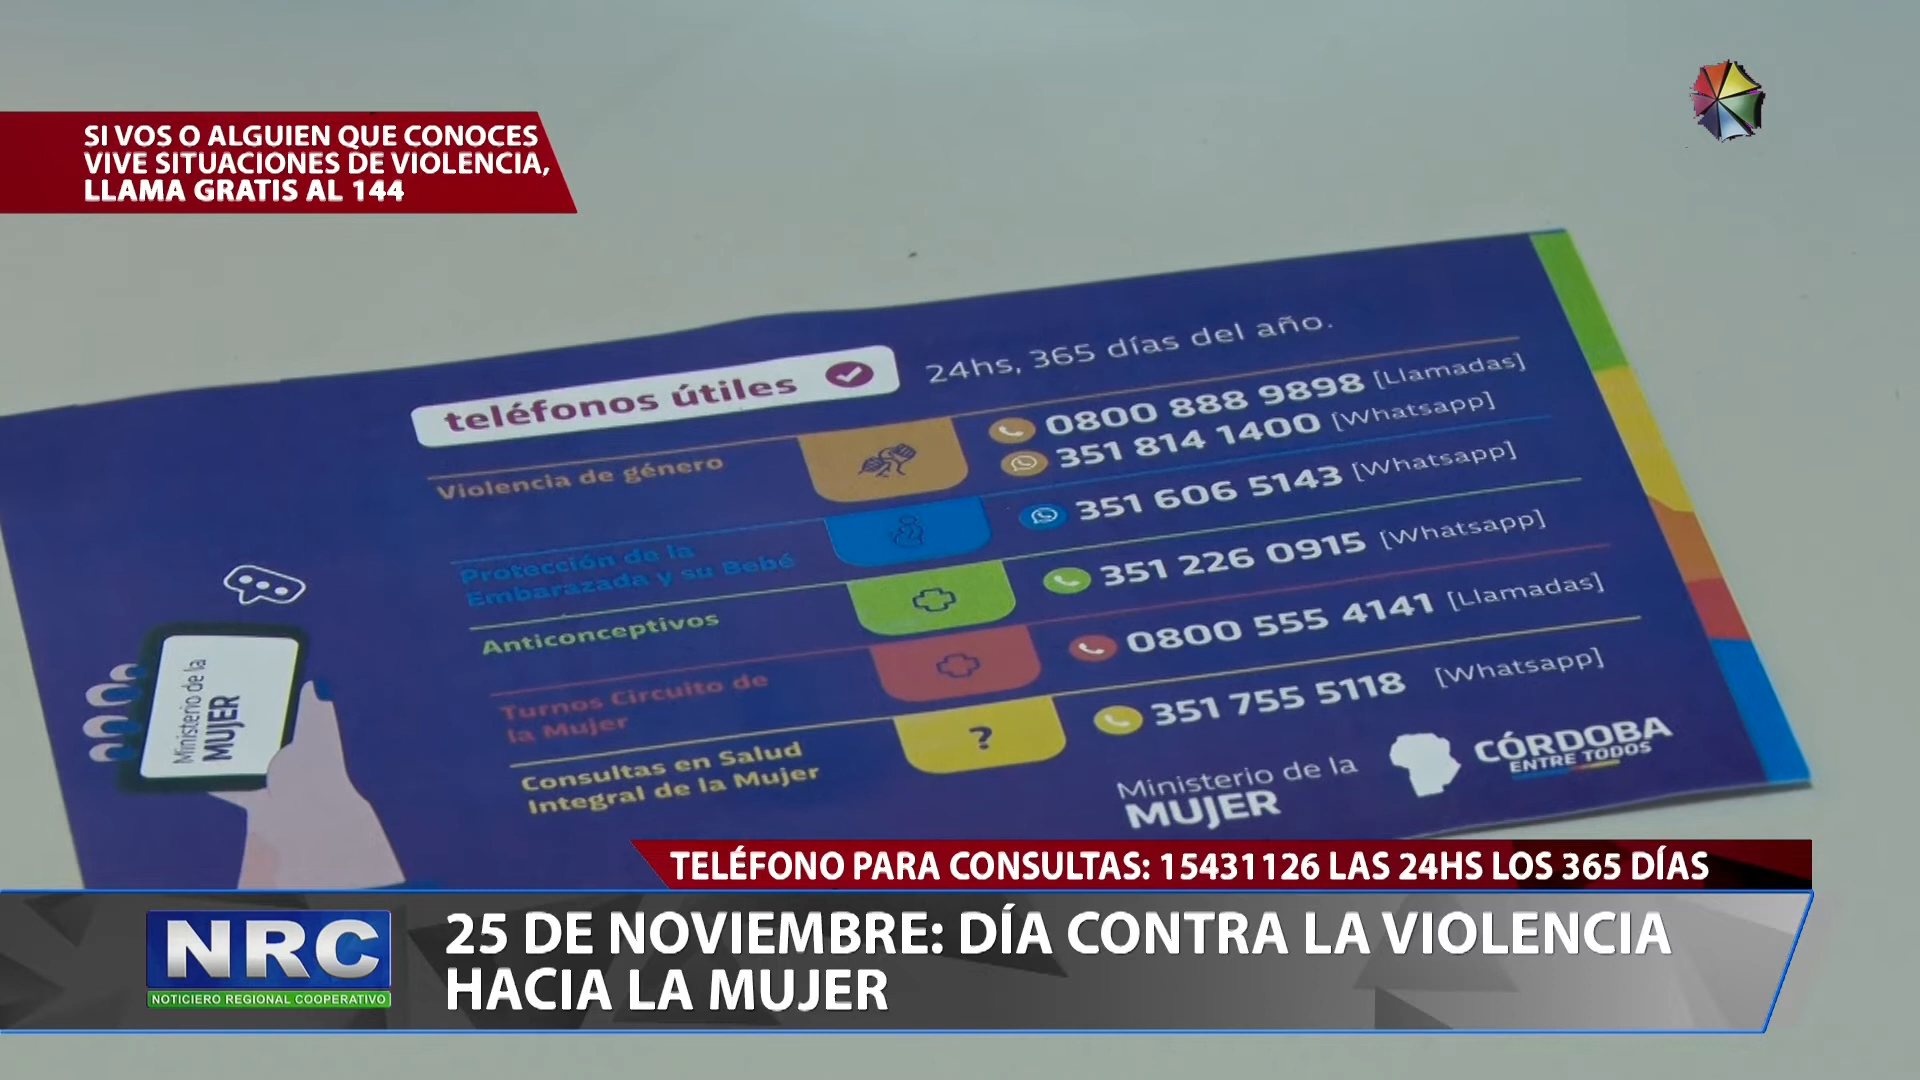 SI VOS O ALGUIEN QUE CONOCES
VIVE SITUACIONES DE VIOLENCIA,
LLAMA GRATIS AL 144
teléfonos útiles
24hs, 365 días del año.
Violencia de género
0800 888 9898 [Llamadas]
351 814 1400 [Whatsapp]
Protección de la
Embarazada y su Bebé
351 606 5143 [Whatsapp]
Anticonceptivos
351 226 0915 [Whatsapp]
Turnos Circuito de
la Mujer
0800 555 4141 [Llamadas]
Consultas en Salud
Integral de la Mujer
?
351 755 5118 [Whatsapp]
Ministerio de la
MUJER
Ministerio de la
MUJER
CÓRDOBA
ENTRE TODOS
TELÉFONO PARA CONSULTAS: 15431126 LAS 24HS LOS 365 DÍAS
NRC
NOTICIERO REGIONAL COOPERATIVO
25 DE NOVIEMBRE: DÍA CONTRA LA VIOLENCIA
HACIA LA MUJER